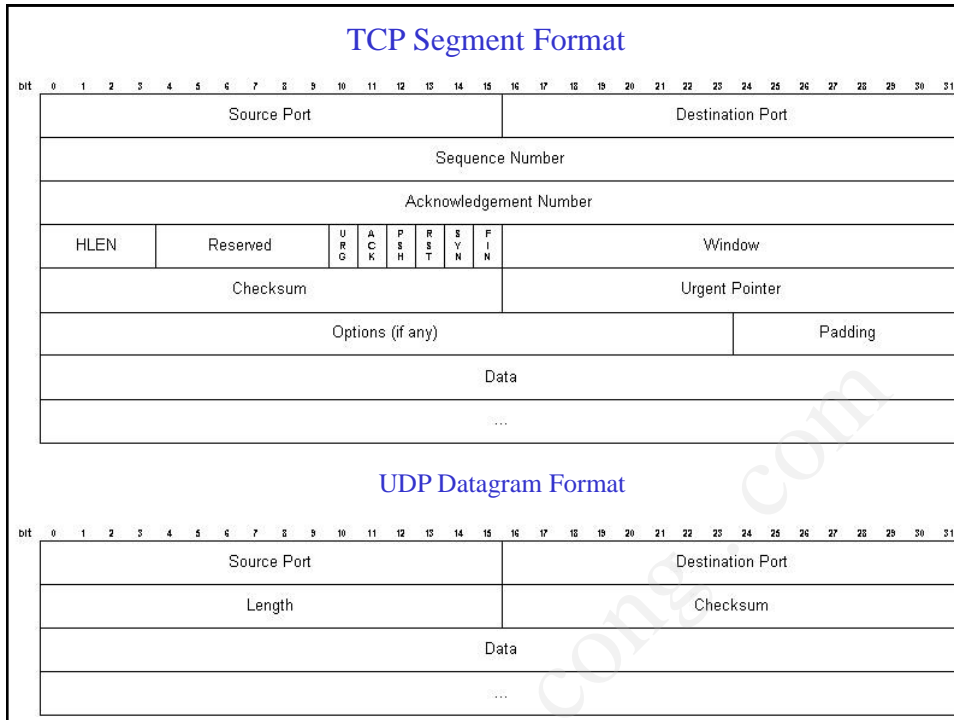 TCP Segment Format
bit 0 1 2 3 4 5 6 7 8 9 10 11 12 13 14 15 16 17 18 19 20 21 22 23 24 25 26 27 28 29 30 31
Source Port Destination Port
Sequence Number
Acknowledgement Number
HLEN Reserved URG ACK PSH RST SYN FIN Window
Checksum Urgent Pointer
Options (if any) Padding
Data
...
UDP Datagram Format
bit 0 1 2 3 4 5 6 7 8 9 10 11 12 13 14 15 16 17 18 19 20 21 22 23 24 25 26 27 28 29 30 31
Source Port Destination Port
Length Checksum
Data
...
cong . com